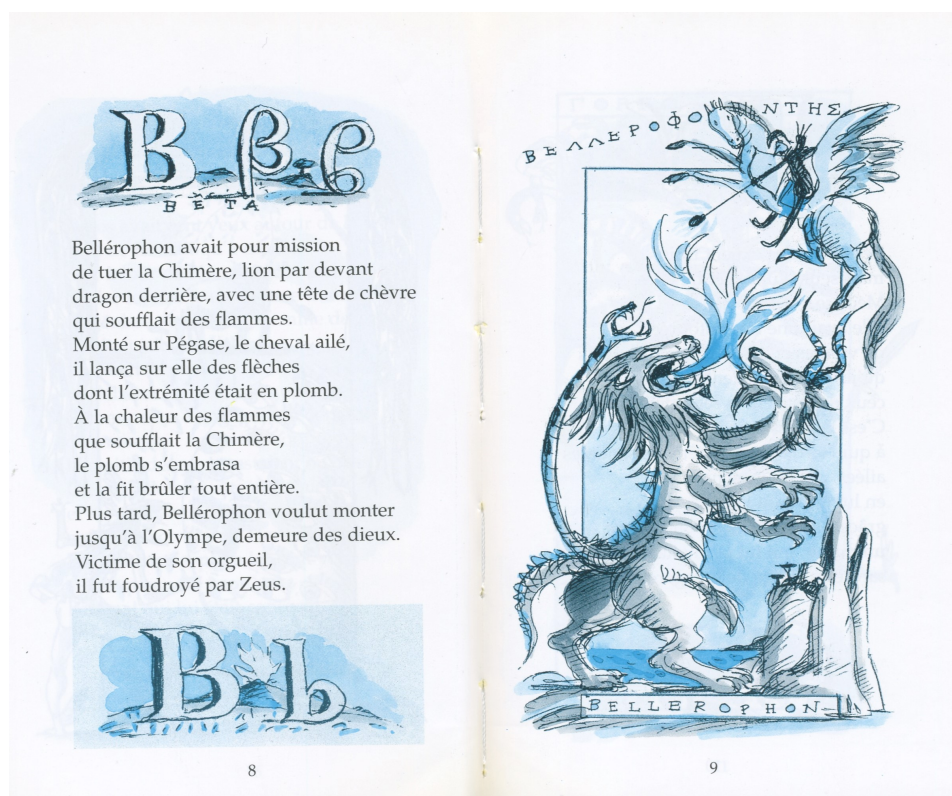 Β β ϐ
BETA
Bellérophon avait pour mission
de tuer la Chimère, lion par devant
dragon derrière, avec une tête de chèvre
qui soufflait des flammes.
Monté sur Pégase, le cheval ailé,
il lança sur elle des flèches
dont l’extrémité était en plomb.
À la chaleur des flammes
que soufflait la Chimère,
le plomb s’embrasa
et la fit brûler tout entière.
Plus tard, Bellérophon voulut monter
jusqu’à l’Olympe, demeure des dieux.
Victime de son orgueil,
il fut foudroyé par Zeus.
B b
8
ΒΕΛΛΕΡΟΦΟΝΤΗΣ
BELLEROPHON
9